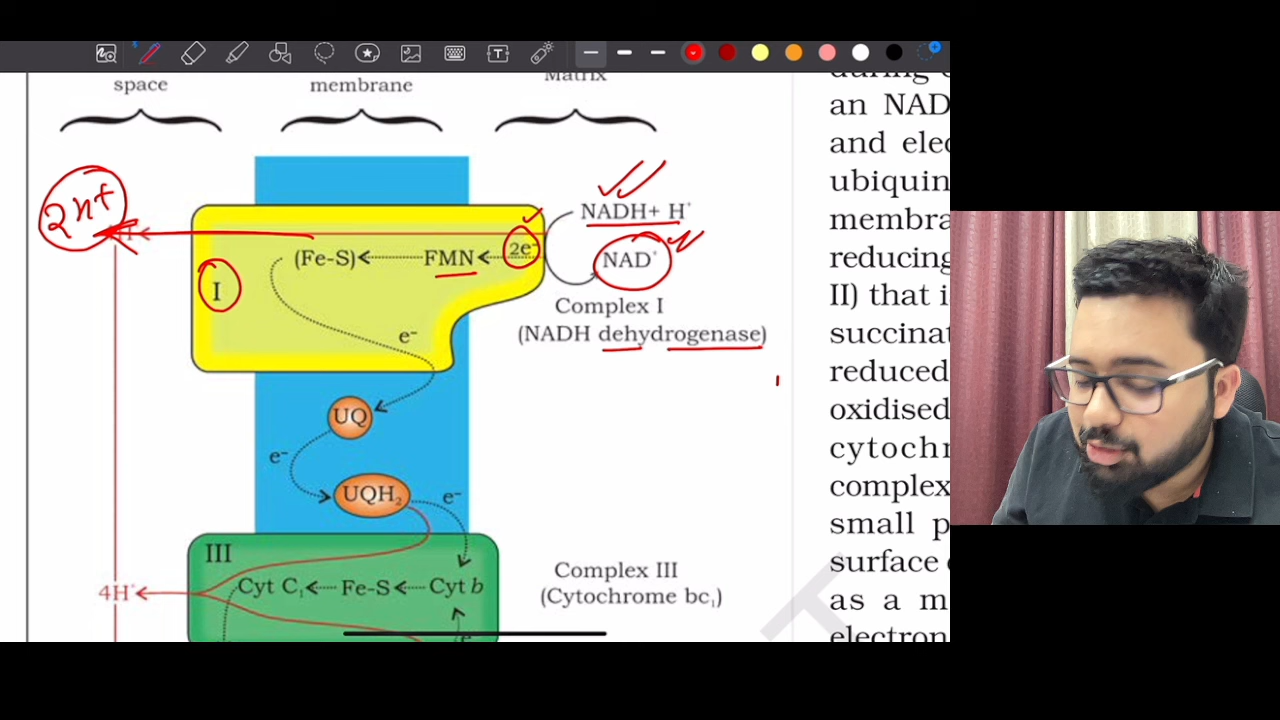 space
membrane
Matrix
2H⁺
NADH+ H⁺
2e⁻
(Fe-S)
FMN
NAD⁺
I
Complex I
(NADH dehydrogenase)
e⁻
UQ
e⁻
UQH₂
e⁻
III
Cyt C₁
Fe-S
Cyt b
4H⁺
Complex III
(Cytochrome bc₁)
e
during
an NAD
and elec
ubiquin
membra
reducing
II) that i
succinat
reduced
oxidised
cytochr
complex
small p
surface
as a m
electron